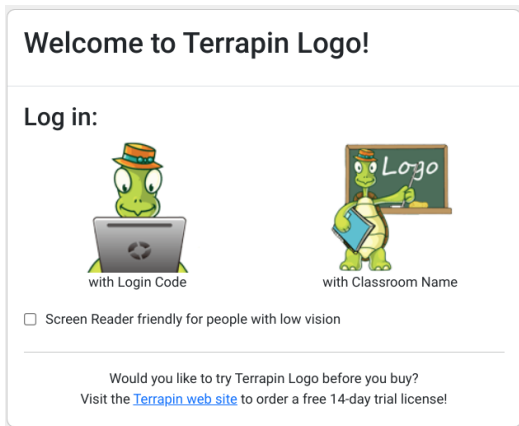 Welcome to Terrapin Logo!
Log in:
Logo
with Login Code
with Classroom Name
Screen Reader friendly for people with low vision
Would you like to try Terrapin Logo before you buy?
Visit the Terrapin web site to order a free 14-day trial license!